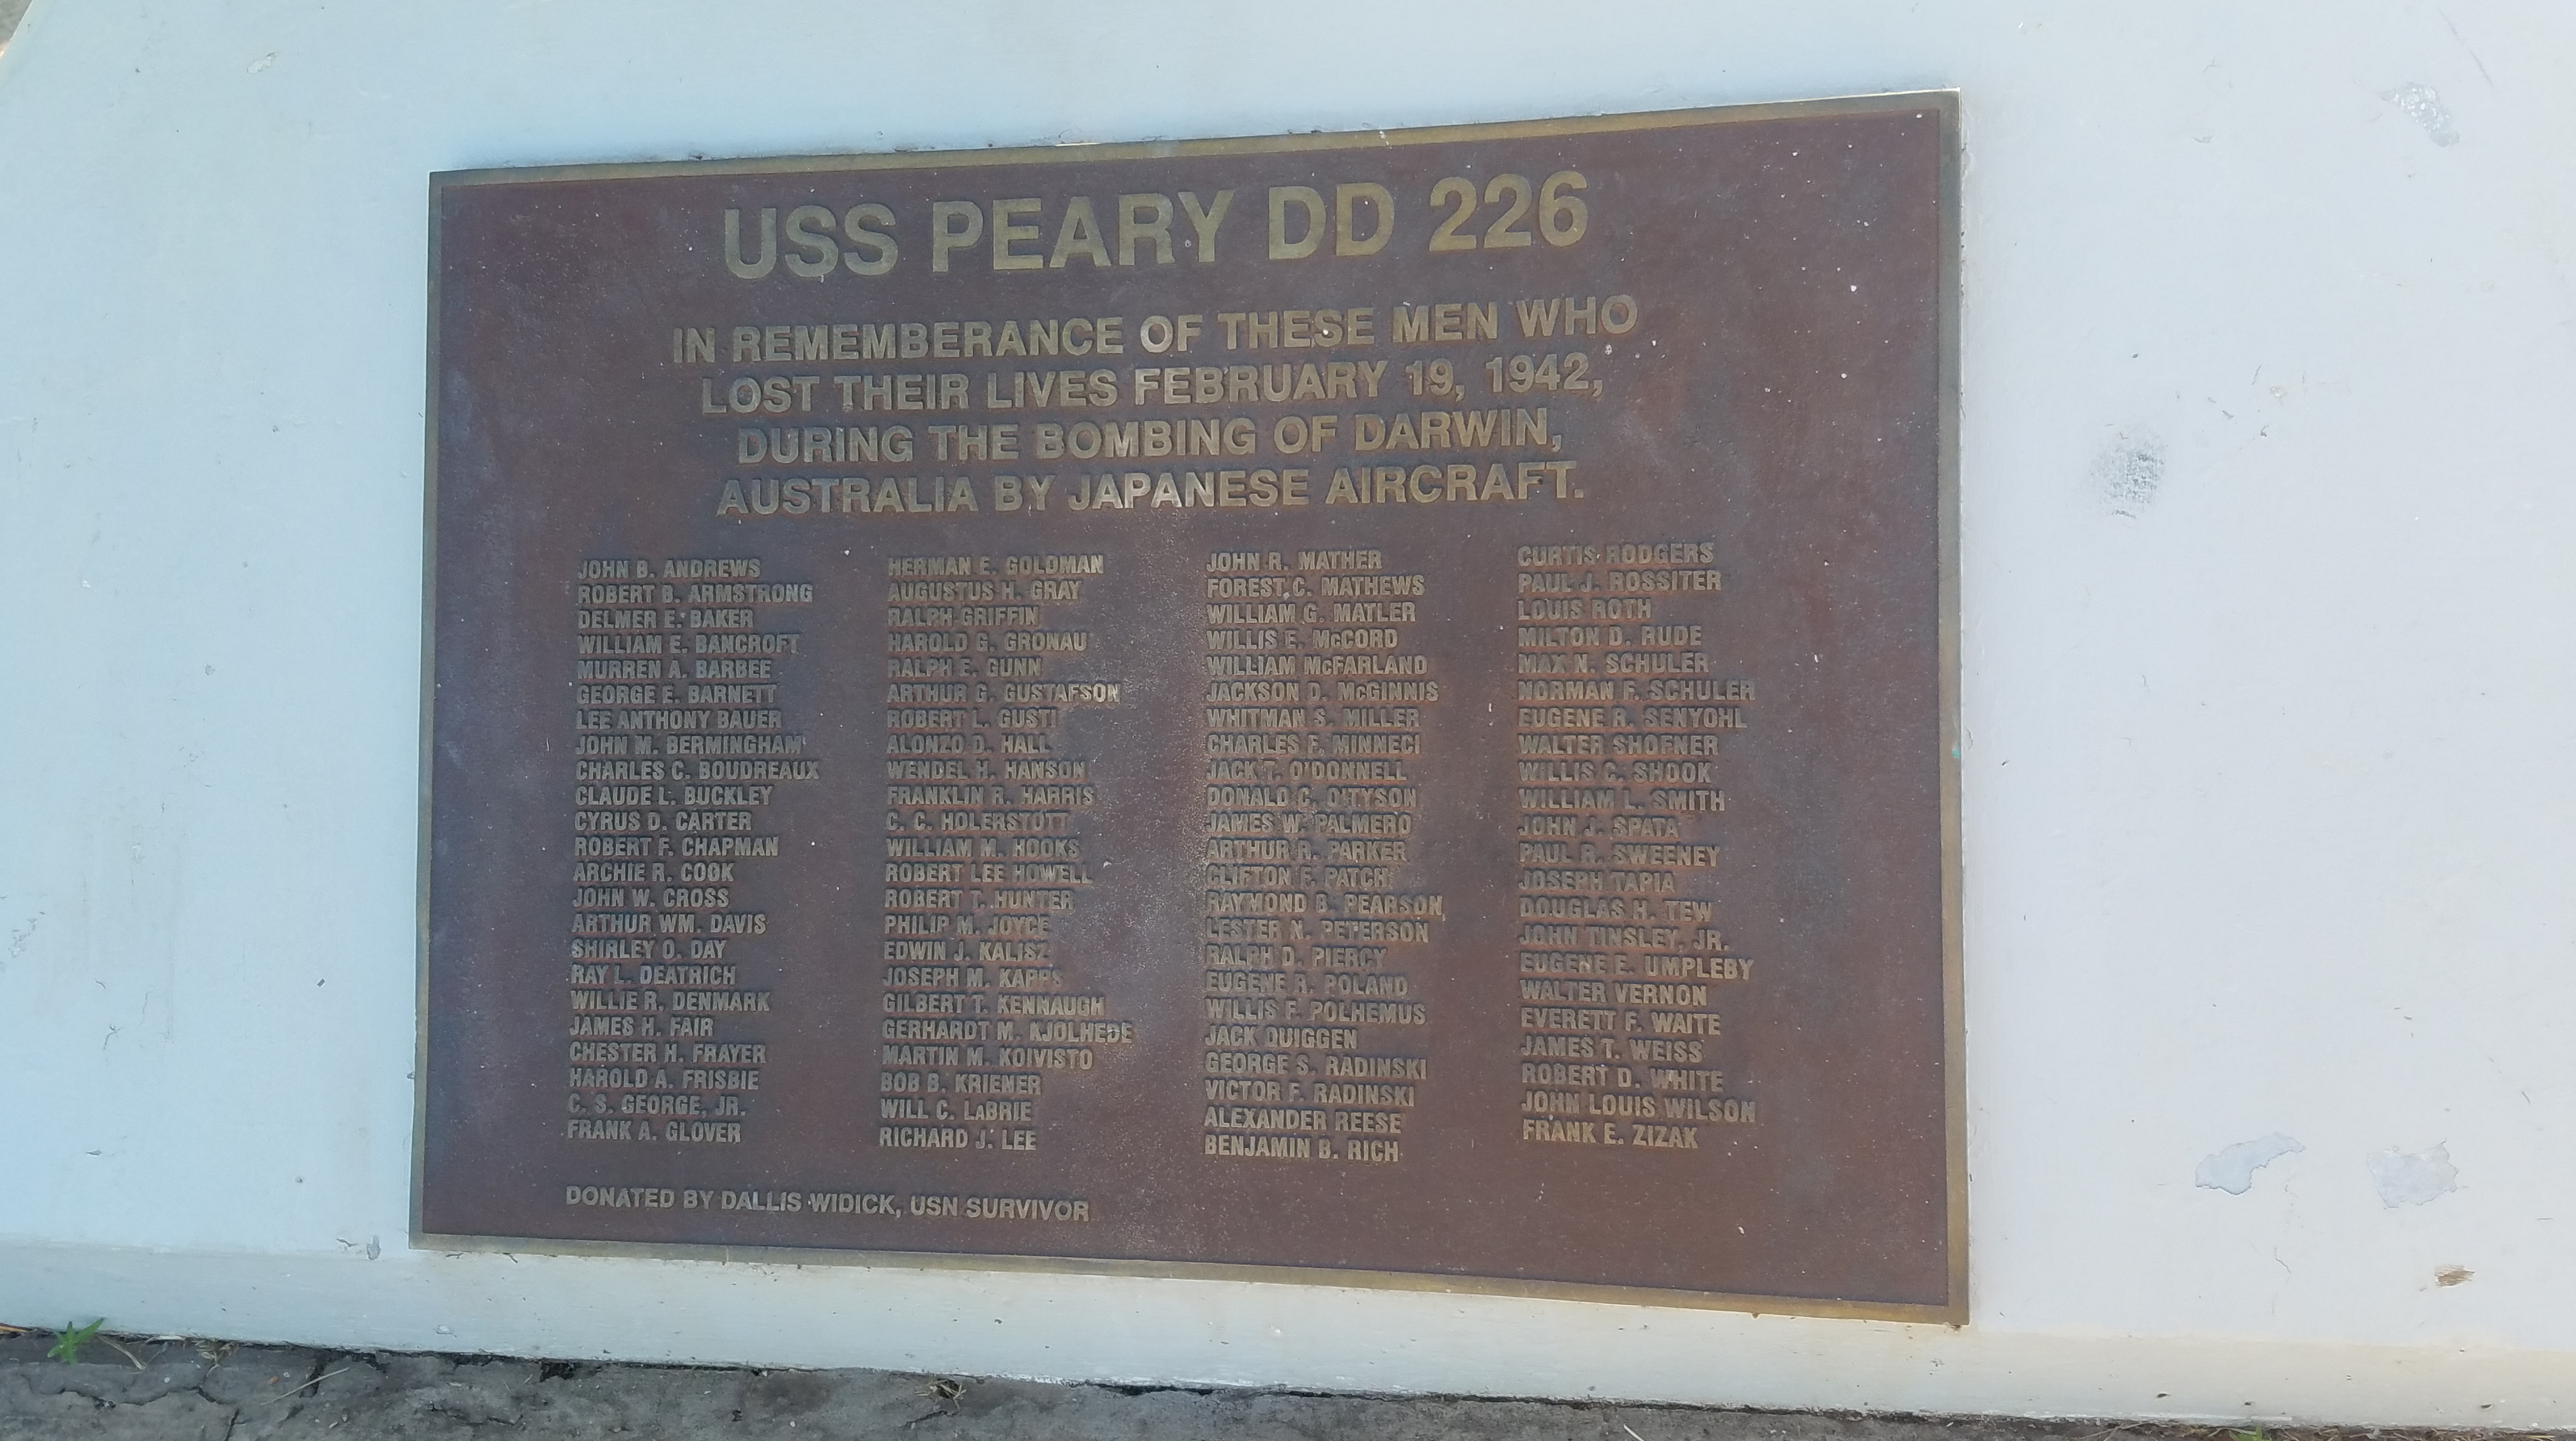 USS PEARY DD 226
IN REMEMBERANCE OF THESE MEN WHO
LOST THEIR LIVES FEBRUARY 19, 1942,
DURING THE BOMBING OF DARWIN,
AUSTRALIA BY JAPANESE AIRCRAFT.
JOHN B. ANDREWS
ROBERT B. ARMSTRONG
DELMER E. BAKER
WILLIAM E. BANCROFT
MURREN A. BARBEE
GEORGE E. BARNETT
LEE ANTHONY BAUER
JOHN M. BERMINGHAM
CHARLES C. BOUDREAUX
CLAUDE L. BUCKLEY
CYRUS D. CARTER
ROBERT F. CHAPMAN
ARCHIE R. COOK
JOHN W. CROSS
ARTHUR WM. DAVIS
SHIRLEY O. DAY
RAY L. DEATRICH
WILLIE R. DENMARK
JAMES H. FAIR
CHESTER H. FRAYER
HAROLD A. FRISBIE
C. S. GEORGE, JR.
FRANK A. GLOVER
HERMAN E. GOLDMAN
AUGUSTUS H. GRAY
RALPH GRIFFIN
HAROLD G. GRONAU
RALPH E. GUNN
ARTHUR G. GUSTAFSON
ROBERT L. GUSTI
ALONZO D. HALL
WENDEL H. HANSON
FRANKLIN R. HARRIS
C. C. HOLERSTOTT
WILLIAM M. HOOKS
ROBERT LEE HOWELL
ROBERT T. HUNTER
PHILIP M. JOYCE
EDWIN J. KALISZ
JOSEPH M. KAPPS
GILBERT T. KENNAUGH
GERHARDT M. KJOLHEDE
MARTIN M. KOIVISTO
BOB B. KRIENER
WILL C. LABRIE
RICHARD J. LEE
JOHN R. MATHER
FOREST C. MATHEWS
WILLIAM G. MATLER
WILLIS E. McCORD
WILLIAM McFARLAND
JACKSON D. McGINNIS
WHITMAN S. MILLER
CHARLES F. MINNECI
JACK T. O'DONNELL
DONALD C. O'TYSON
JAMES W. PALMERO
ARTHUR R. PARKER
CLIFTON F. PATCH
RAYMOND B. PEARSON
LESTER N. PETERSON
RALPH D. PIERCY
EUGENE R. POLAND
WILLIS F. POLHEMUS
JACK QUIGGEN
GEORGE S. RADINSKI
VICTOR F. RADINSKI
ALEXANDER REESE
BENJAMIN B. RICH
CURTIS RODGERS
PAUL J. ROSSITER
LOUIS ROTH
MILTON D. RUDE
MAX N. SCHULER
NORMAN F. SCHULER
EUGENE R. SENYOHL
WALTER SHOFNER
WILLIS C. SHOOK
WILLIAM L. SMITH
JOHN J. SPATA
PAUL R. SWEENEY
JOSEPH TAPIA
DOUGLAS H. TEW
JOHN TINSLEY, JR.
EUGENE E. UMPLEBY
WALTER VERNON
EVERETT F. WAITE
JAMES T. WEISS
ROBERT D. WHITE
JOHN LOUIS WILSON
FRANK E. ZIZAK
DONATED BY DALLIS WIDICK, USN SURVIVOR